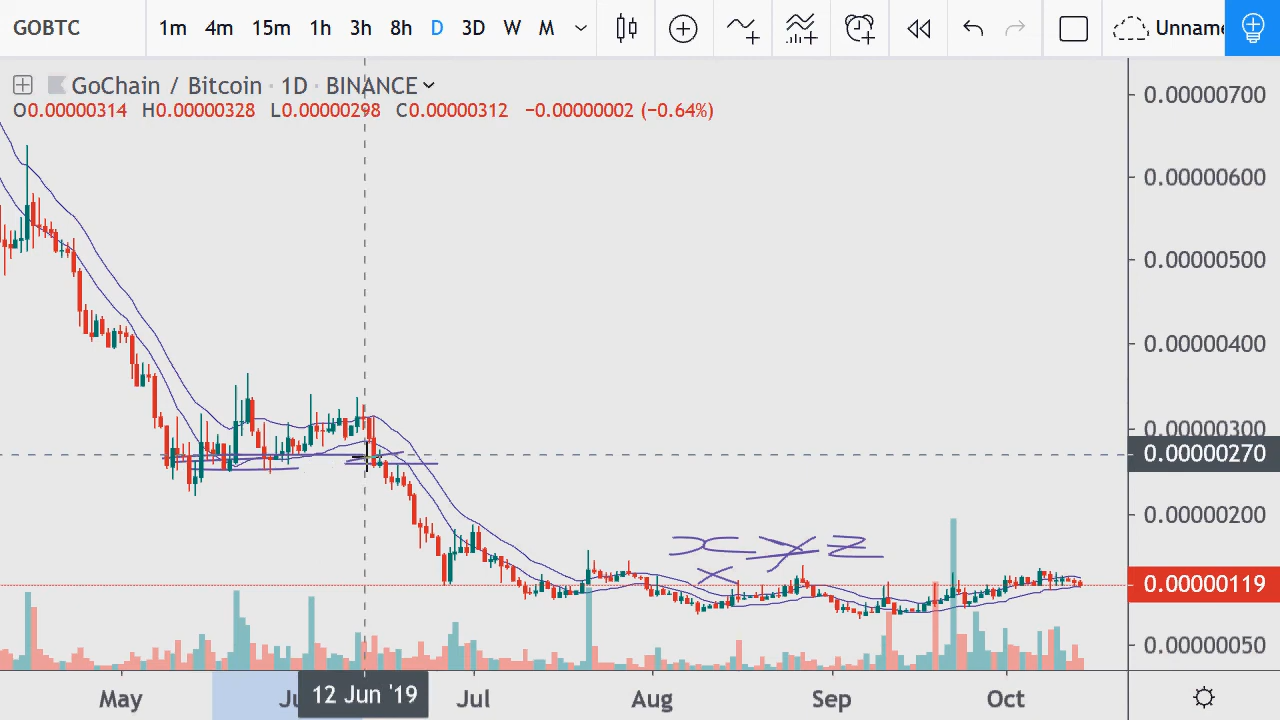 GOBTC 1m 4m 15m 1h 3h 8h D 3D W M Unname
GoChain / Bitcoin · 1D · BINANCE
O0.00000314 H0.00000328 L0.00000298 C0.00000312 −0.00000002 (−0.64%)
0.00000700
0.00000600
0.00000500
0.00000400
0.00000300
0.00000270
0.00000200
xyz
x
0.00000119
0.00000050
May Ju 12 Jun '19 Jul Aug Sep Oct